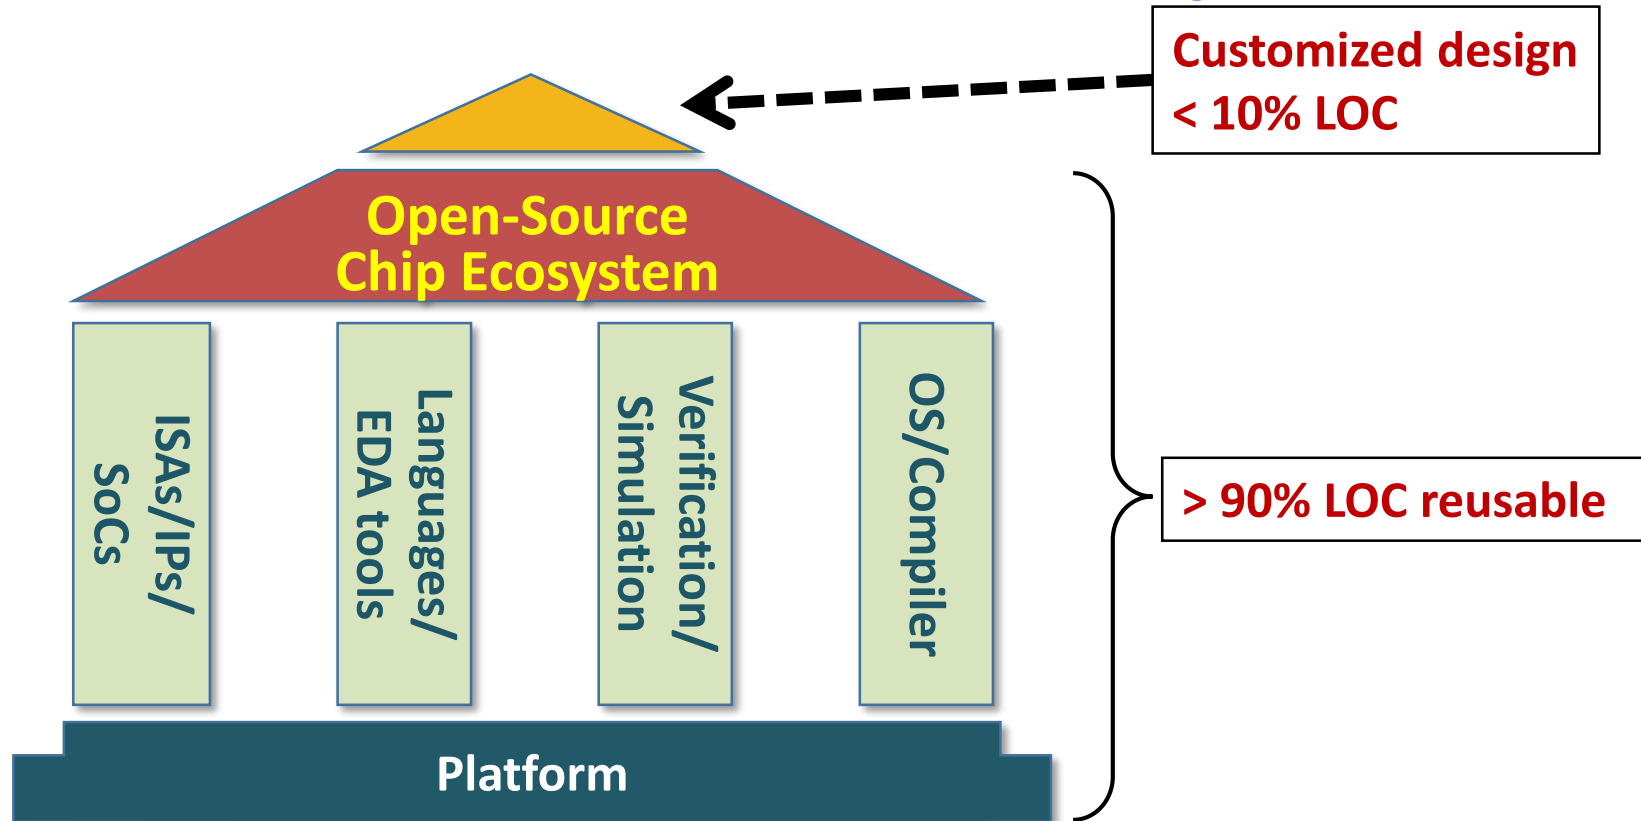 Customized design
< 10% LOC
Open-Source
Chip Ecosystem
ISAs/IPs/
SoCs
Languages/
EDA tools
Verification/
Simulation
OS/Compiler
> 90% LOC reusable
Platform